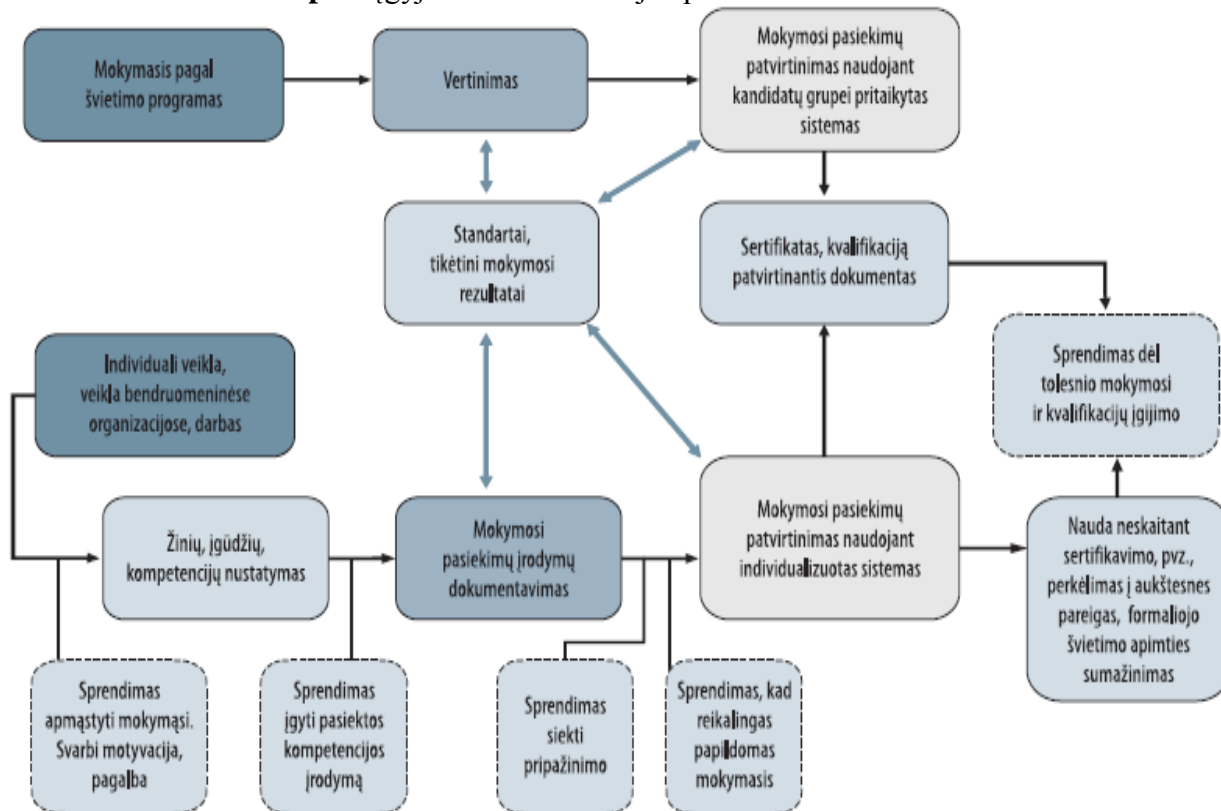 Mokymasis pagal
švietimo programas
Vertinimas
Mokymosi pasiekimų
patvirtinimas naudojant
kandidatų grupei pritaikytas
sistemas
Standartai,
tikėtini mokymosi
rezultatai
Sertifikatas, kvalifikaciją
patvirtinantis dokumentas
Individuali veikla,
veikla bendruomeninėse
organizacijose, darbas
Sprendimas dėl
tolesnio mokymosi
ir kvalifikacijų įgijimo
Žinių, įgūdžių,
kompetencijų nustatymas
Mokymosi
pasiekimų įrodymų
dokumentavimas
Mokymosi pasiekimų
patvirtinimas naudojant
individualizuotas sistemas
Nauda neskaitant
sertifikavimo, pvz.,
perkėlimas į aukštesnes
pareigas, formaliojo
švietimo apimties
sumažinimas
Sprendimas
apmąstyti mokymąsi.
Svarbi motyvacija,
pagalba
Sprendimas
įgyti pasiektos
kompetencijos
įrodymą
Sprendimas
siekti
pripažinimo
Sprendimas, kad
reikalingas
papildomas
mokymasis